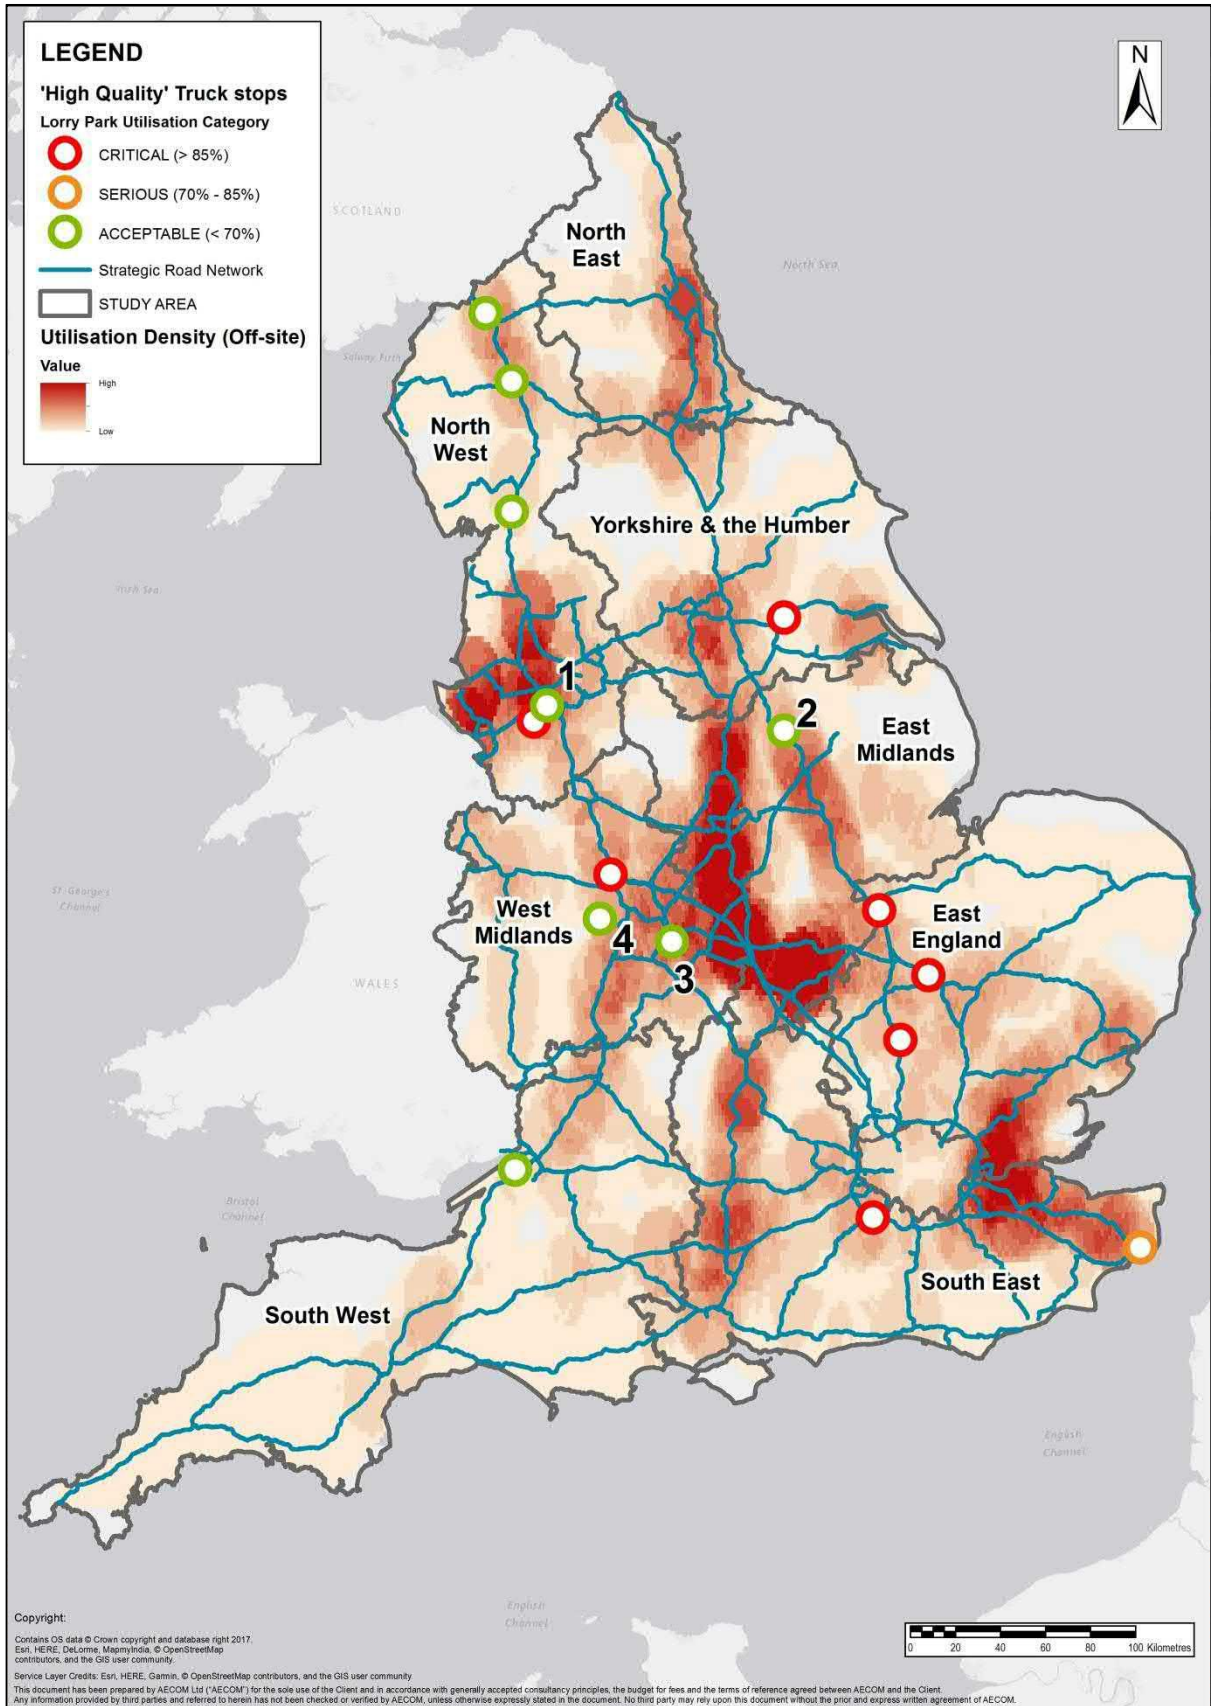 LEGEND
'High Quality' Truck stops
Lorry Park Utilisation Category
CRITICAL (> 85%)
SERIOUS (70% - 85%)
ACCEPTABLE (< 70%)
Strategic Road Network
STUDY AREA
Utilisation Density (Off-site)
Value
High
Low
N
SCOTLAND
North
East
North Sea
Solway Firth
North
West
Yorkshire & the Humber
Irish Sea
1
2
East
Midlands
St. George's
Channel
West
Midlands
4
East
England
3
WALES
Bristol
Channel
South East
South West
English
Channel
English
Channel
Copyright:
Contains OS data © Crown copyright and database right 2017.
Esri, HERE, DeLorme, MapmyIndia, © OpenStreetMap
contributors, and the GIS user community.
Service Layer Credits: Esri, HERE, Garmin, © OpenStreetMap contributors, and the GIS user community
0 20 40 60 80 100 Kilometres
This document has been prepared by AECOM Ltd ("AECOM") for the sole use of the Client and in accordance with generally accepted consultancy principles, the budget for fees and the terms of reference agreed between AECOM and the Client.
Any information provided by third parties and referred to herein has not been checked or verified by AECOM, unless otherwise expressly stated in the document. No third party may rely upon this document without the prior and express written agreement of AECOM.